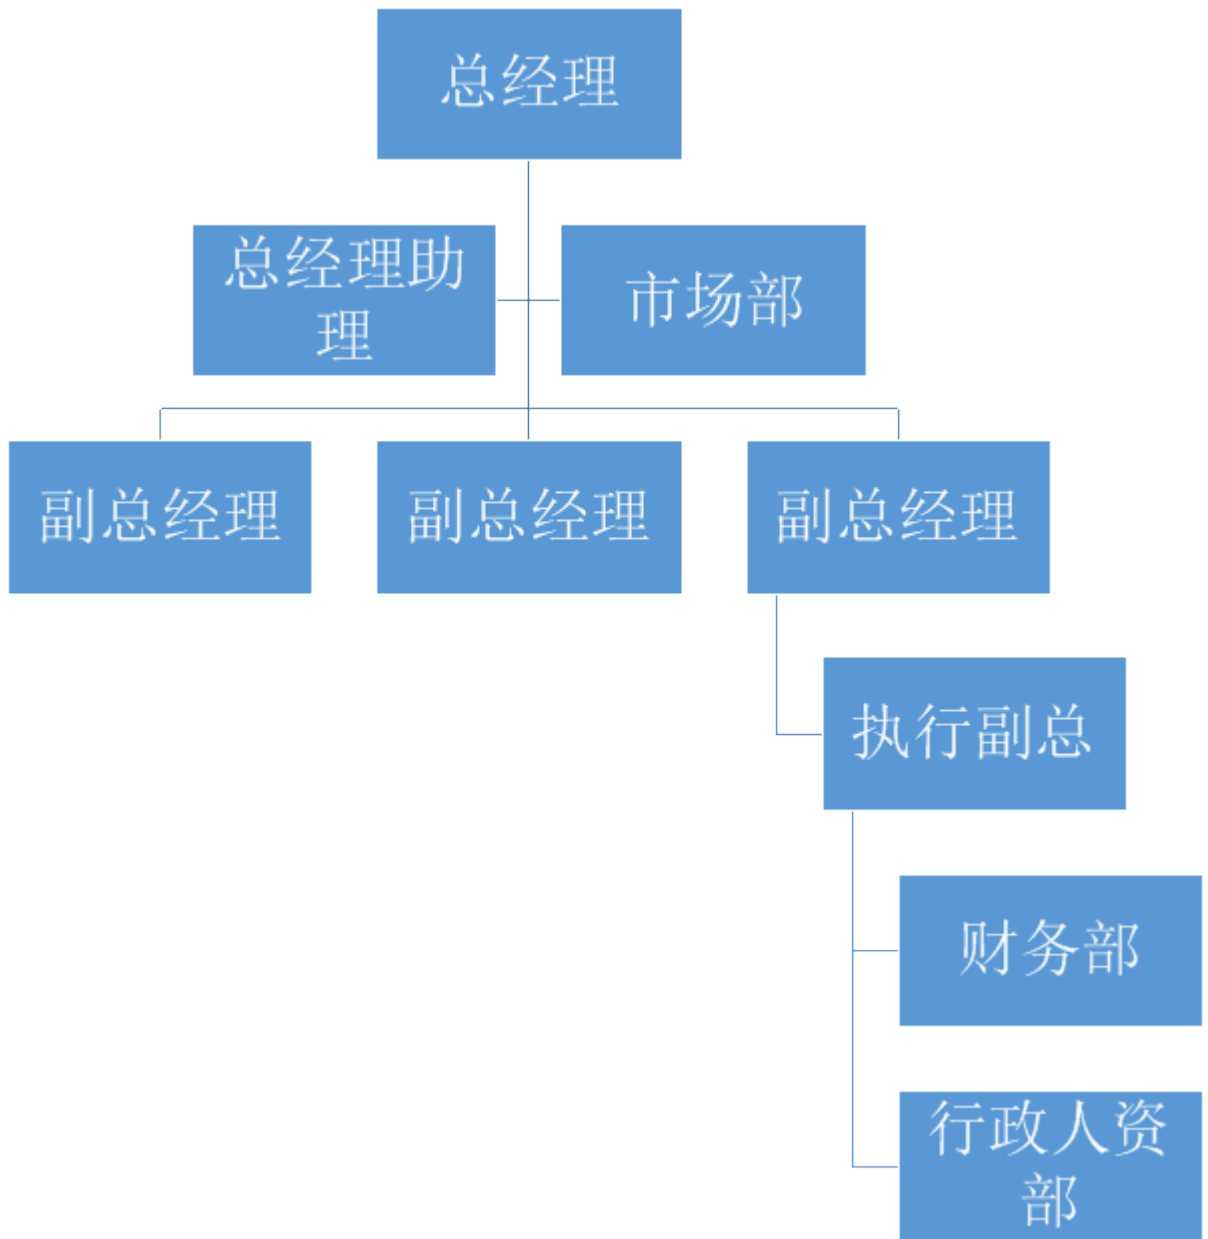 总经理
总经理助
理
市场部
副总经理
副总经理
副总经理
执行副总
财务部
行政人资
部